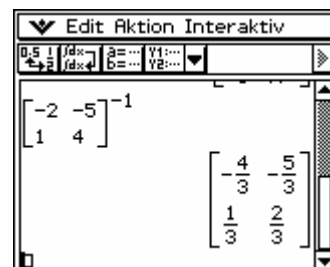 Edit Aktion Interaktiv
[-2 -5
1 4]^-1
[-4/3 -5/3
1/3 2/3]